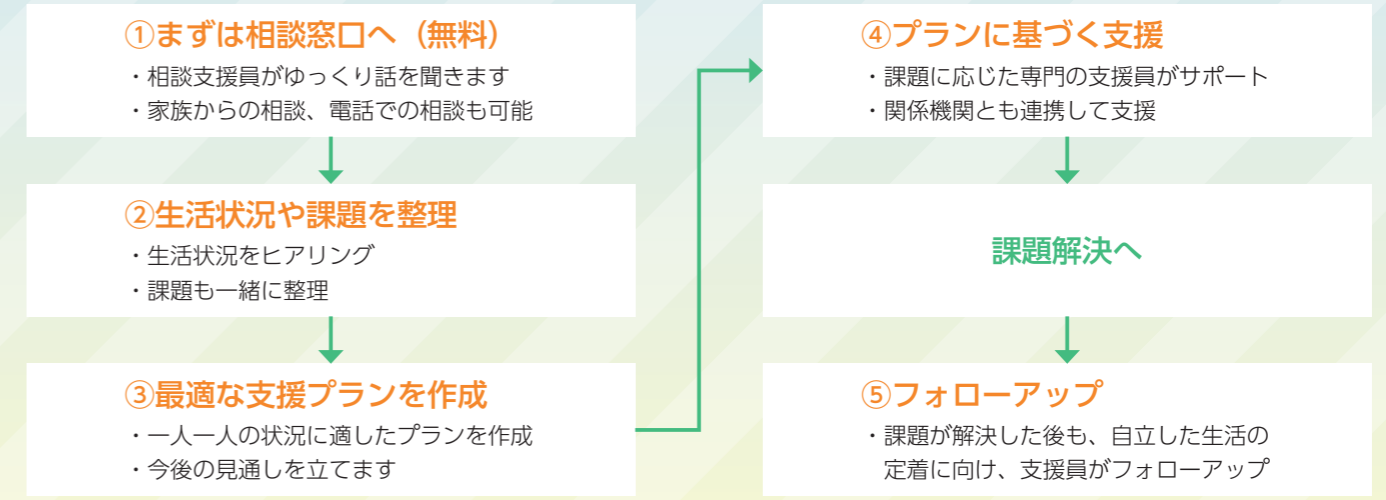 ①まずは相談窓口へ（無料）
・相談支援員がゆっくり話を聞きます
・家族からの相談、電話での相談も可能
②生活状況や課題を整理
・生活状況をヒアリング
・課題も一緒に整理
③最適な支援プランを作成
・一人一人の状況に適したプランを作成
・今後の見通しを立てます
④プランに基づく支援
・課題に応じた専門の支援員がサポート
・関係機関とも連携して支援
課題解決へ
⑤フォローアップ
・課題が解決した後も、自立した生活の
定着に向け、支援員がフォローアップ